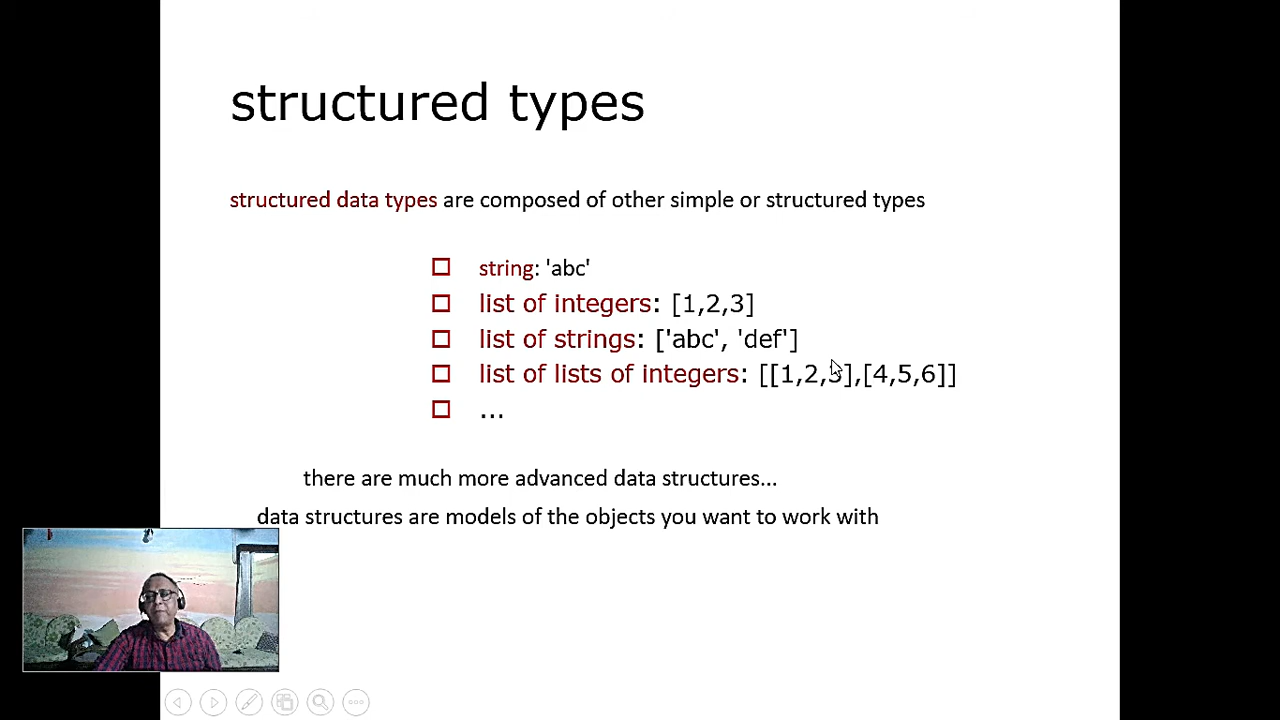 structured types
structured data types are composed of other simple or structured types
string: 'abc'
list of integers: [1,2,3]
list of strings: ['abc', 'def']
list of lists of integers: [[1,2,3],[4,5,6]]
...
there are much more advanced data structures...
data structures are models of the objects you want to work with